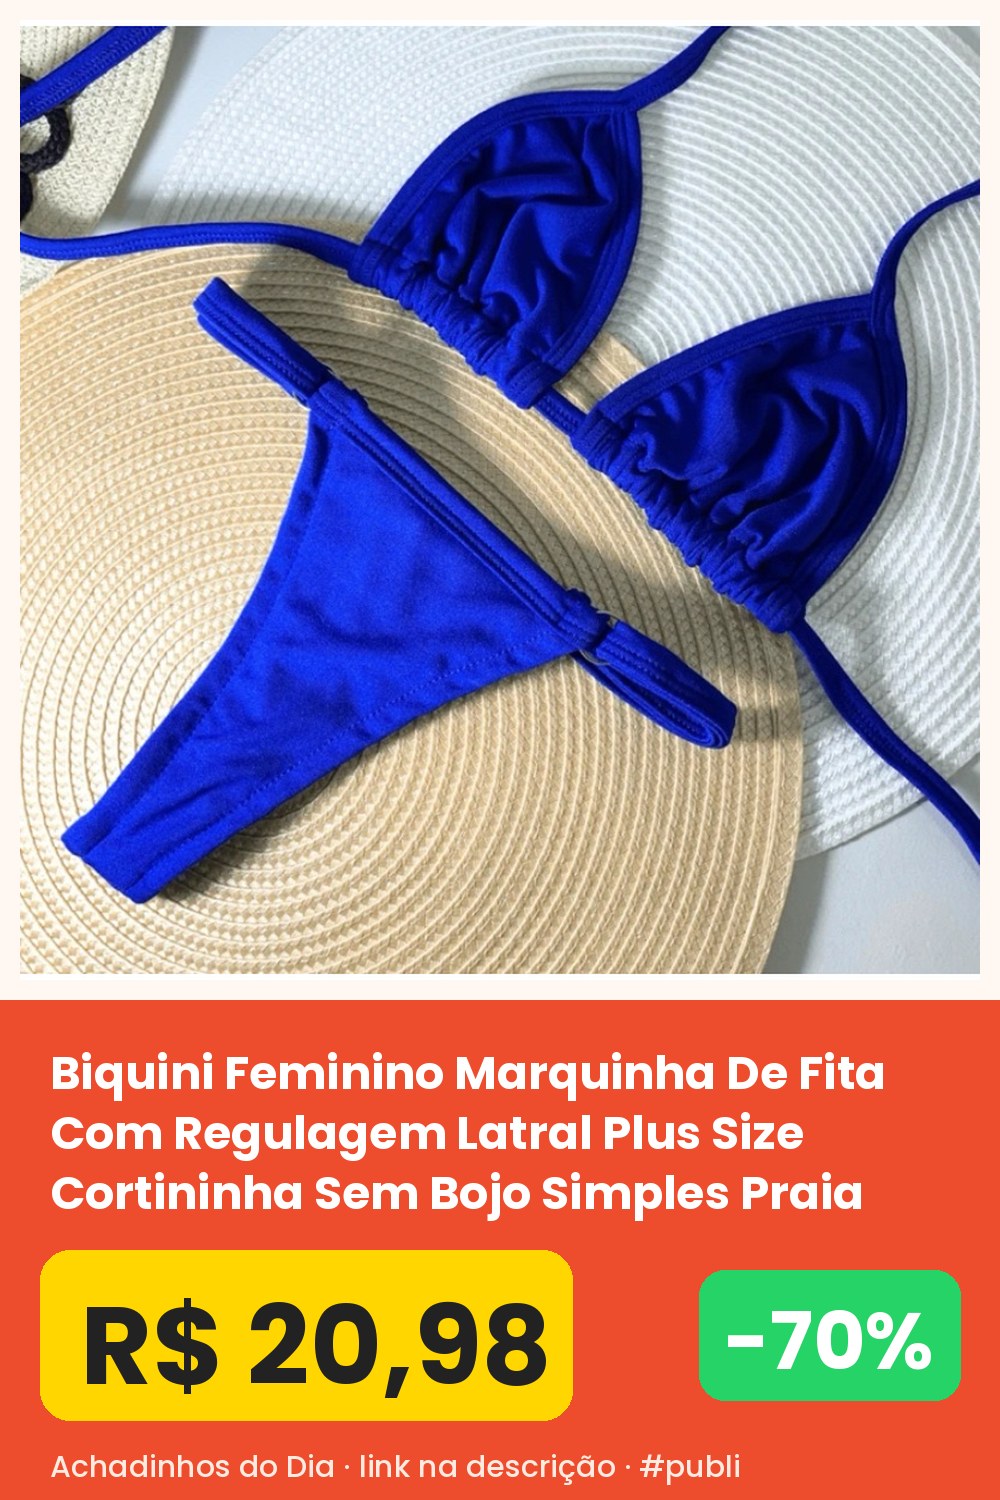 Biquini Feminino Marquinha De Fita
Com Regulagem Latral Plus Size
Cortininha Sem Bojo Simples Praia
R$ 20,98
-70%
Achadinhos do Dia · link na descrição · #publi